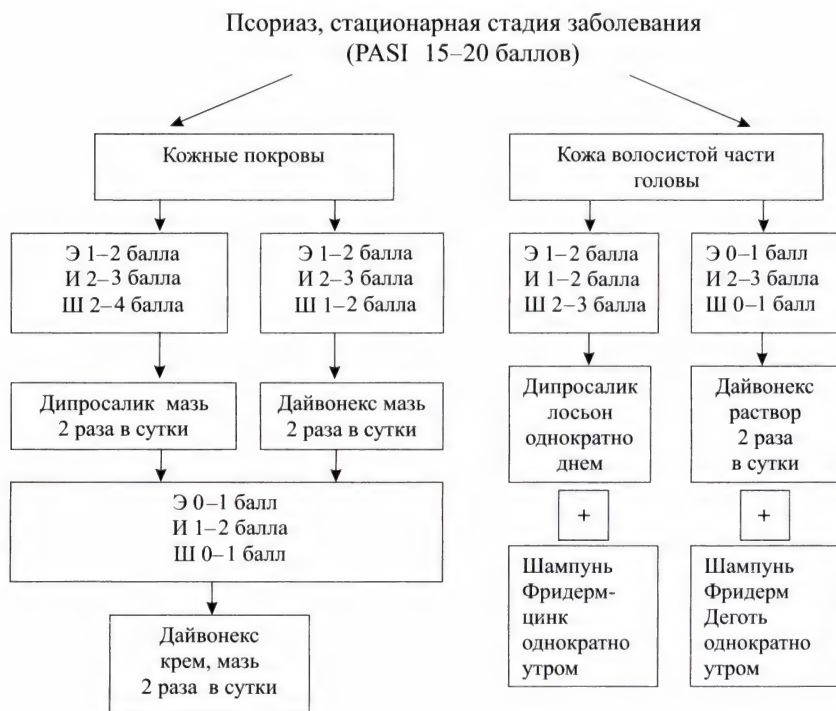 Псориаз, стационарная стадия заболевания
(PASI 15–20 баллов)
Кожные покровы
Кожа волосистой части
головы
Э 1–2 балла
И 2–3 балла
Ш 2–4 балла
Э 1–2 балла
И 2–3 балла
Ш 1–2 балла
Э 1–2 балла
И 1–2 балла
Ш 2–3 балла
Э 0–1 балл
И 2–3 балла
Ш 0–1 балл
Дипросалик мазь
2 раза в сутки
Дайвонекс мазь
2 раза в сутки
Дипросалик
лосьон
однократно
днем
Дайвонекс
раствор
2 раза
в сутки
Э 0–1 балл
И 1–2 балла
Ш 0–1 балл
+
+
Дайвонекс
крем, мазь
2 раза в сутки
Шампунь
Фридерм-
цинк
однократно
утром
Шампунь
Фридерм
Деготь
однократно
утром